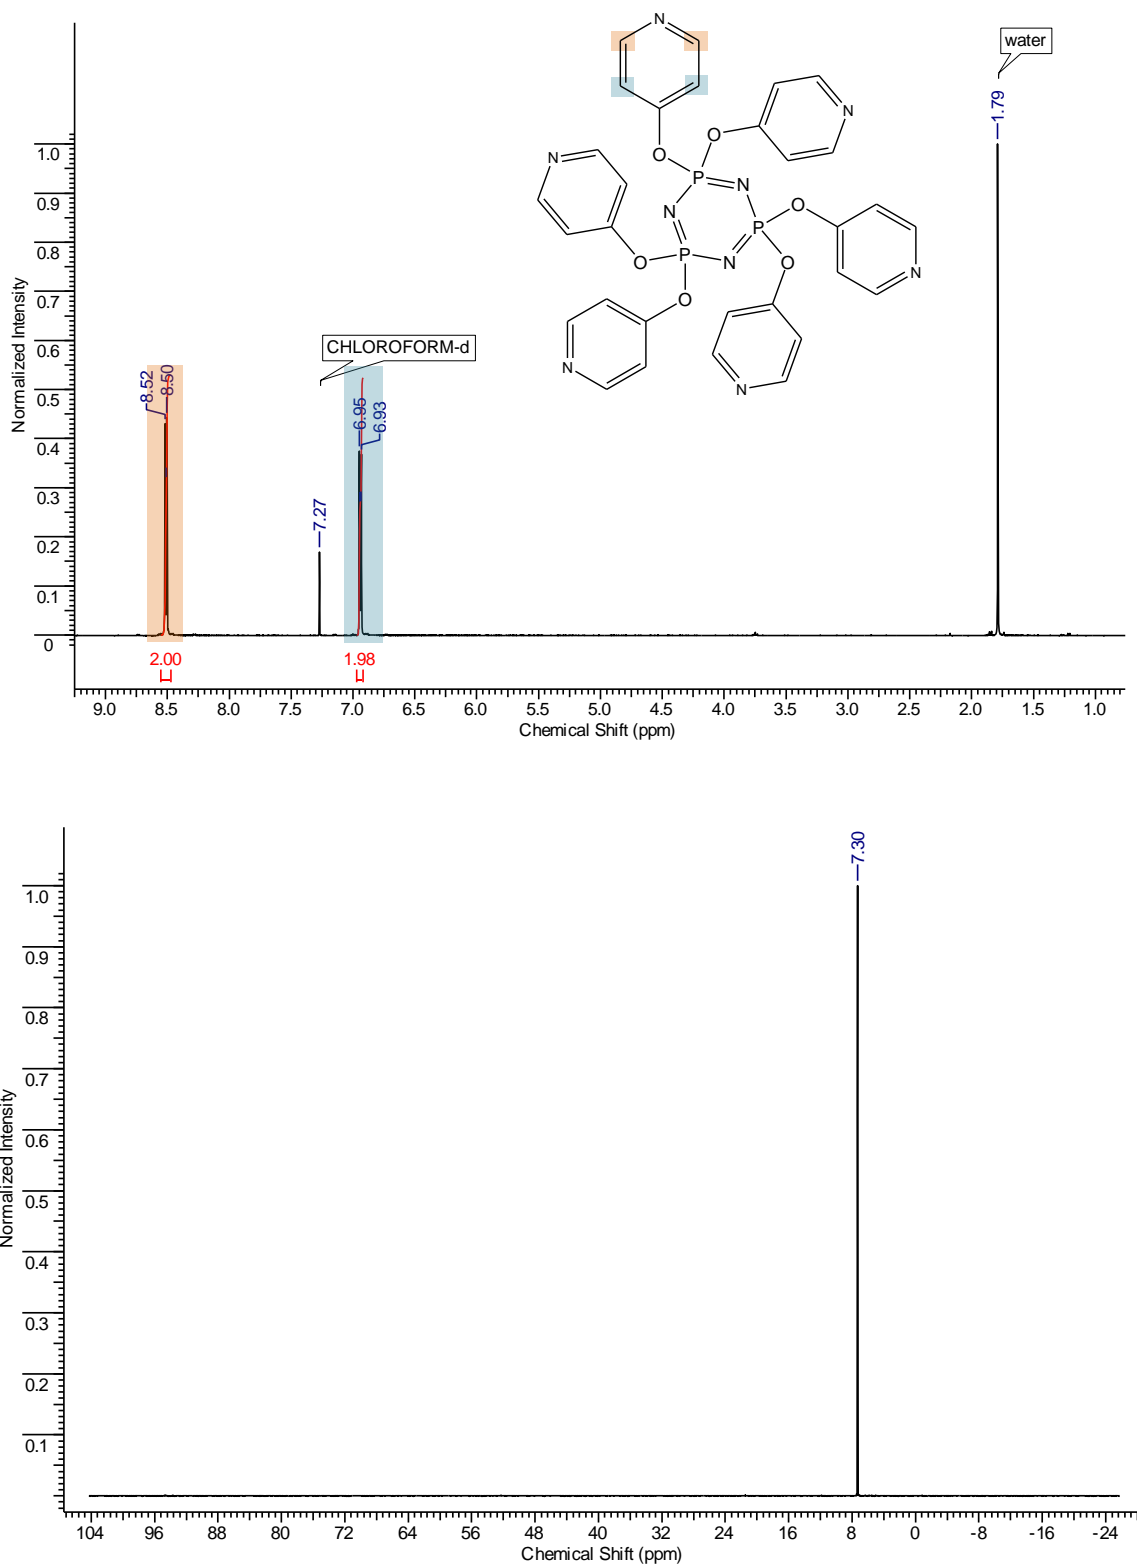 N
water
1.79
N
O
O
N
P
N
N
1.0
0.9
0.8
0.7
0.6
0.5
0.4
0.3
0.2
0.1
0
Normalized Intensity
O
P
N
O
P
N
O
O
N
N
N
CHLOROFORM-d
8.52
8.50
6.95
6.93
7.27
2.00
1.98
9.0 8.5 8.0 7.5 7.0 6.5 6.0 5.5 5.0 4.5 4.0 3.5 3.0 2.5 2.0 1.5 1.0
Chemical Shift (ppm)
7.30
1.0
0.9
0.8
0.7
0.6
0.5
0.4
0.3
0.2
0.1
Normalized Intensity
104 96 88 80 72 64 56 48 40 32 24 16 8 0 -8 -16 -24
Chemical Shift (ppm)